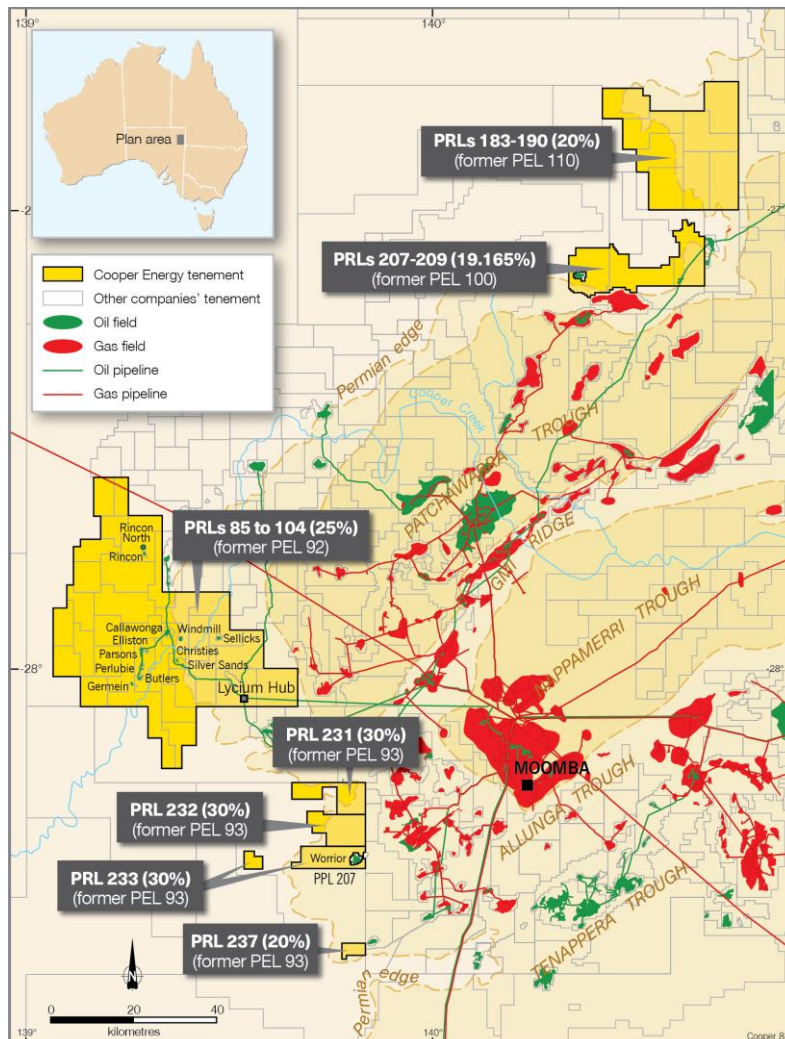 139°
140°
Plan area
PRLs 183-190 (20%)
(former PEL 110)
-27
PRLs 207-209 (19.165%)
(former PEL 100)
Cooper Energy tenement
Other companies' tenement
Oil field
Gas field
Oil pipeline
Gas pipeline
Permian edge
Cooper Creek
PATCHAWARRA TROUGH
GMI RIDGE
NAPPAMERRI TROUGH
Rincon
North
Rincon
PRLs 85 to 104 (25%)
(former PEL 92)
Callawonga
Elliston
Windmill
Sellicks
Parsons
Christies
Perlubie
Silver Sands
Germein
Butlers
Lycium Hub
-28°
-28°
PRL 231 (30%)
(former PEL 93)
MOOMBA
ALLUNGA TROUGH
PRL 232 (30%)
(former PEL 93)
Worrior
PPL 207
PRL 233 (30%)
(former PEL 93)
TENAPPERA TROUGH
PRL 237 (20%)
(former PEL 93)
Permian edge
Permian edge
N
0 20 40
kilometres
139°
140°
Cooper 8